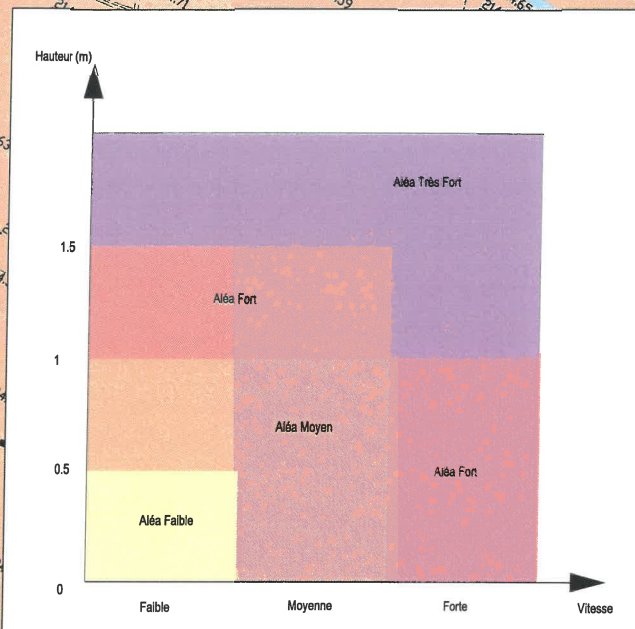 Hauteur (m)
Aléa Très Fort
1.5
Aléa Fort
1
Aléa Moyen
Aléa Fort
0.5
Aléa Faible
0
Faible Moyenne Forte Vitesse